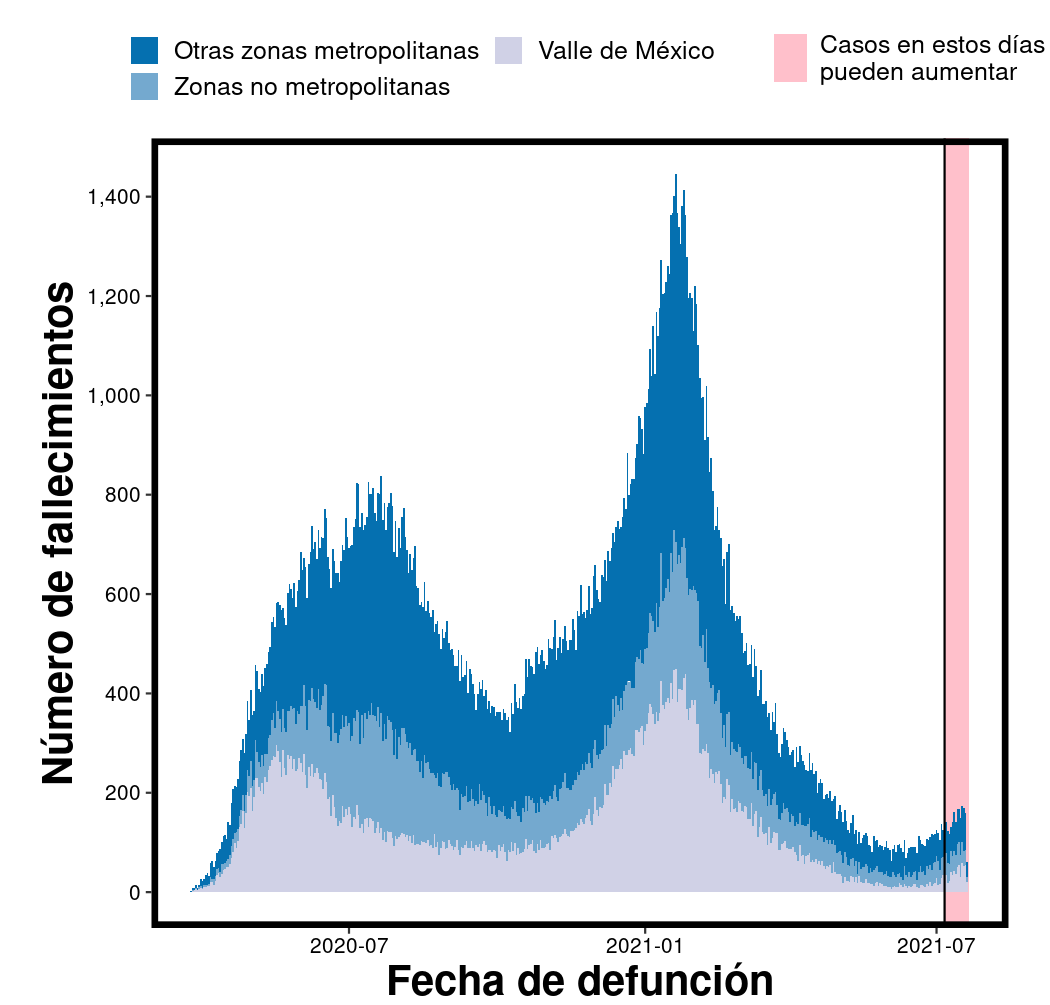 Otras zonas metropolitanas
Valle de México
Zonas no metropolitanas
Casos en estos días
pueden aumentar
Número de fallecimientos
1,400
1,200
1,000
800
600
400
200
0
2020-07
2021-01
2021-07
Fecha de defunción